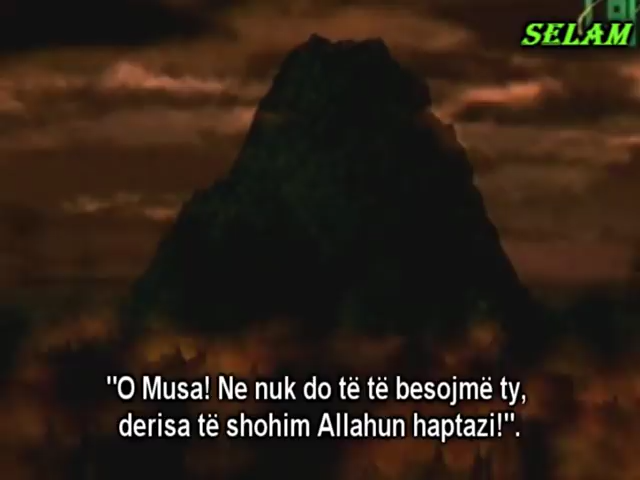 SELAM
"O Musa! Ne nuk do të të besojmë ty,
derisa të shohim Allahun haptazi!".